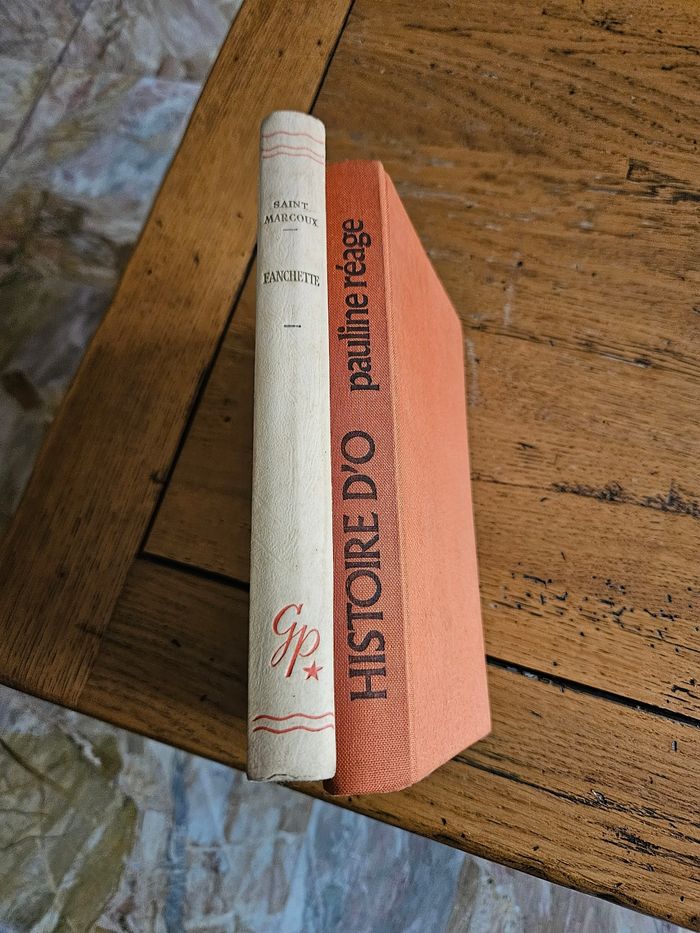 SAINT
MARCOUX
FANCHETTE
Gp
HISTOIRE D'O pauline réage